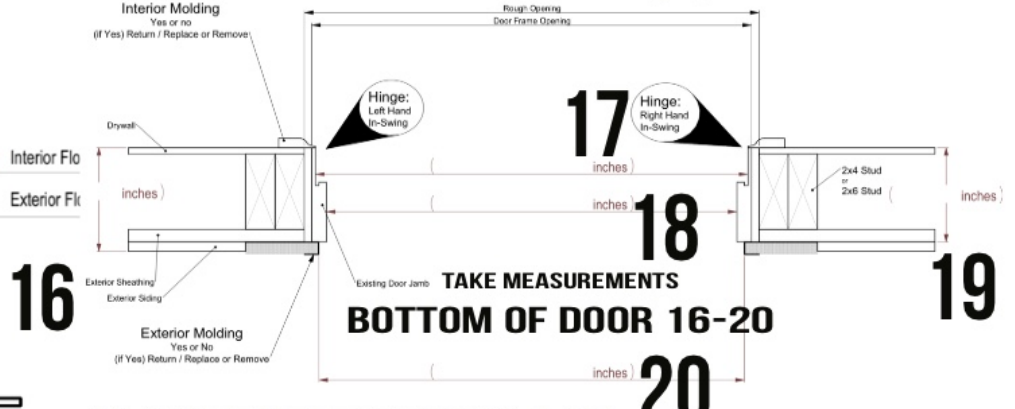 Interior Molding
Yes or no
(if Yes) Return / Replace or Remove
Rough Opening
Door Frame Opening
Hinge:
Left Hand
In-Swing
17
Hinge:
Right Hand
In-Swing
Drywall
Interior Flo
Exterior Flo
inches )
( inches )
2x4 Stud
or
2x6 Stud
( inches )
( inches )
18
16
19
Exterior Sheathing
Exterior Siding
Existing Door Jamb
TAKE MEASUREMENTS
BOTTOM OF DOOR 16-20
Exterior Molding
Yes or No
(if Yes) Return / Replace or Remove
( inches )
20